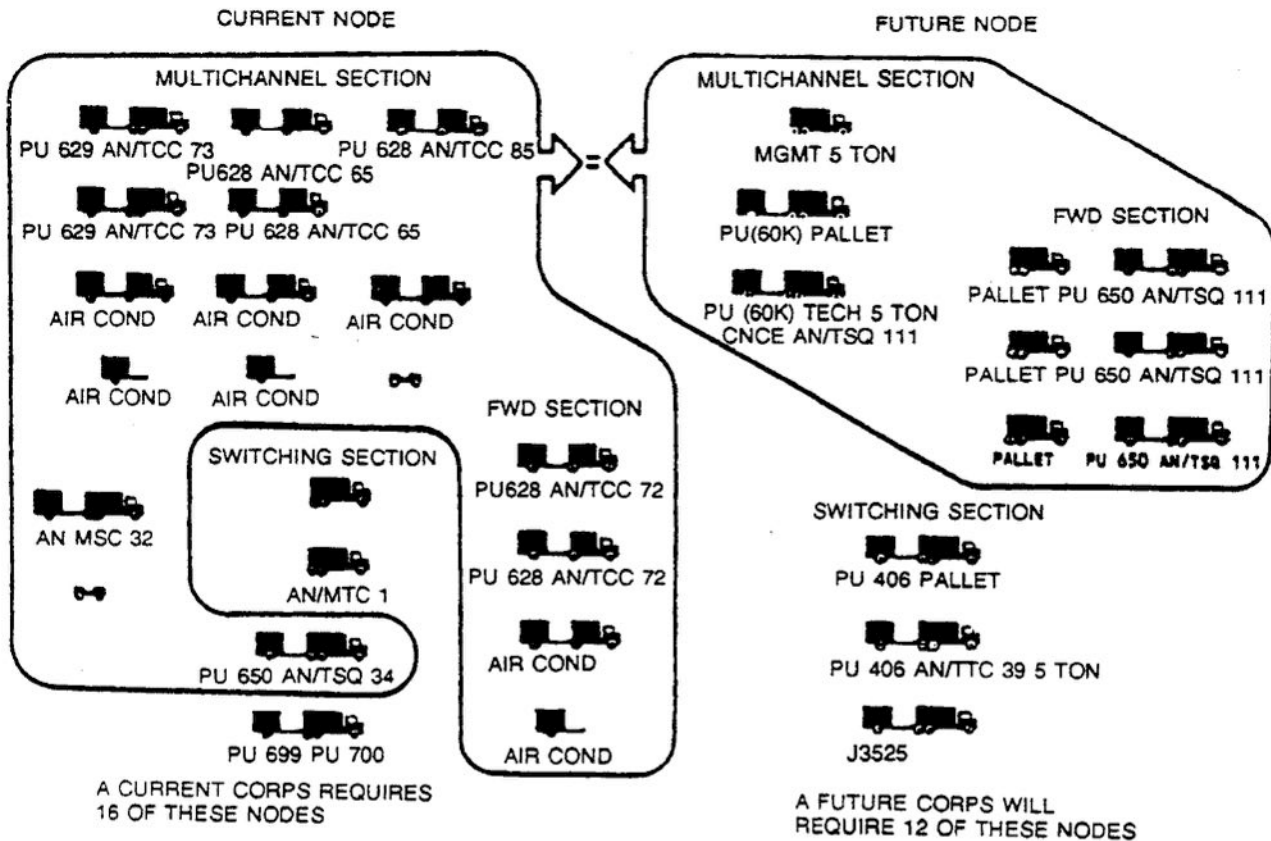 CURRENT NODE
MULTICHANNEL SECTION
PU 629 AN/TCC 73
PU628 AN/TCC 65
PU 628 AN/TCC 85
PU 629 AN/TCC 73 PU 628 AN/TCC 65
AIR COND AIR COND AIR COND
AIR COND AIR COND
SWITCHING SECTION
AN MSC 32
AN/MTC 1
PU 650 AN/TSQ 34
PU 699 PU 700
FWD SECTION
PU628 AN/TCC 72
PU 628 AN/TCC 72
AIR COND
AIR COND
A CURRENT CORPS REQUIRES
16 OF THESE NODES
=
FUTURE NODE
MULTICHANNEL SECTION
MGMT 5 TON
PU(60K) PALLET
PU (60K) TECH 5 TON
CNCE AN/TSQ 111
FWD SECTION
PALLET PU 650 AN/TSQ 111
PALLET PU 650 AN/TSQ 111
PALLET PU 650 AN/TSQ 111
SWITCHING SECTION
PU 406 PALLET
PU 406 AN/TTC 39 5 TON
J3525
A FUTURE CORPS WILL
REQUIRE 12 OF THESE NODES